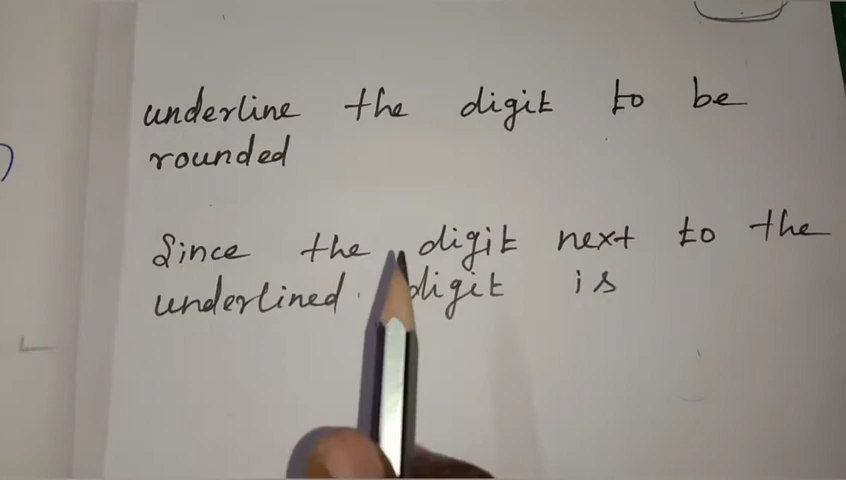 underline the digit to be
rounded
Since the digit next to the
underlined digit is